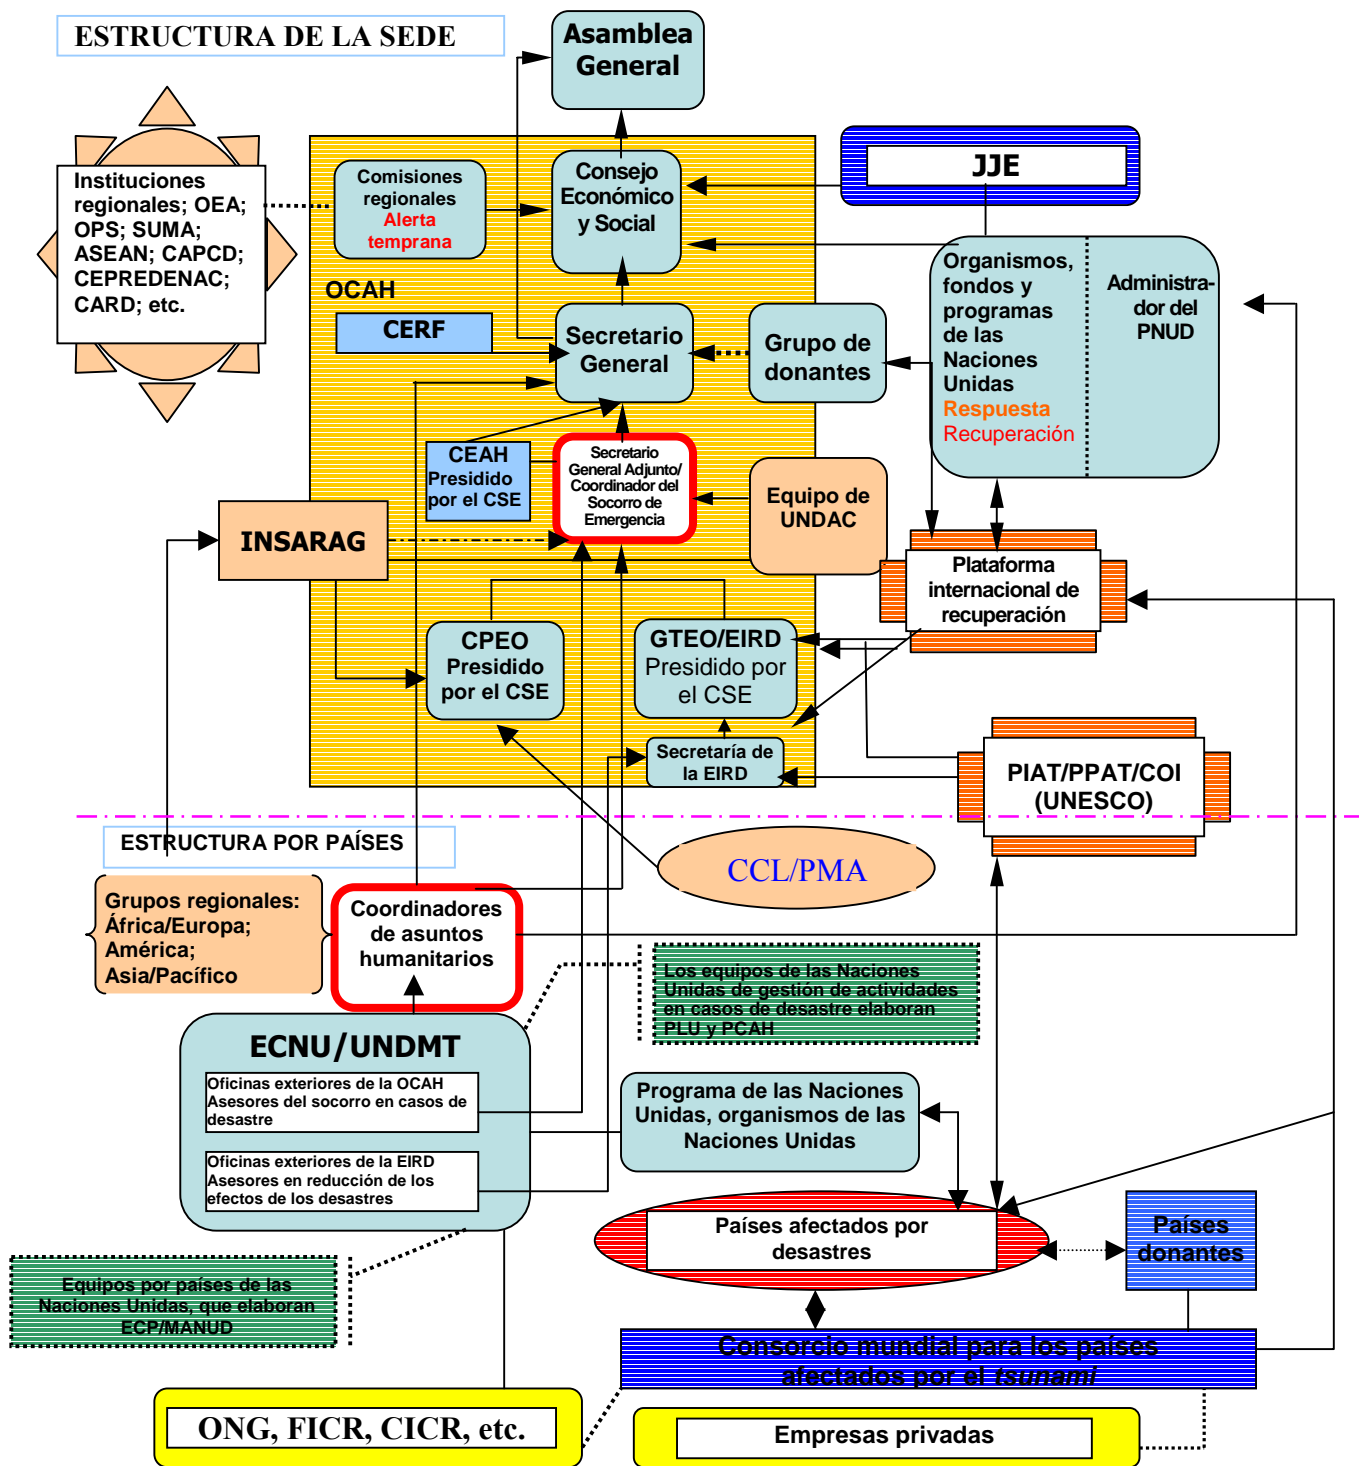 ESTRUCTURA DE LA SEDE
Asamblea
General
JJE
Instituciones
regionales; OEA;
OPS; SUMA;
ASEAN; CAPCD;
CEPREDENAC;
CARD; etc.
Comisiones
regionales
Alerta
temprana
Consejo
Económico
y Social
Organismos,
fondos y
programas
de las
Naciones
Unidas
Respuesta
Recuperación
Administra-
dor del
PNUD
OCAH
CERF
Secretario
General
Grupo de
donantes
CEAH
Presidido
por el CSE
Secretario
General Adjunto/
Coordinador del
Socorro de
Emergencia
Equipo de
UNDAC
INSARAG
Plataforma
internacional de
recuperación
CPEO
Presidido
por el CSE
GTEO/EIRD
Presidido por
el CSE
Secretaría de
la EIRD
PIAT/PPAT/COI
(UNESCO)
ESTRUCTURA POR PAÍSES
CCL/PMA
Grupos regionales:
África/Europa;
América;
Asia/Pacífico
Coordinadores
de asuntos
humanitarios
Los equipos de las Naciones
Unidas de gestión de actividades
en casos de desastre elaboran
PLU y PCAH
ECNU/UNDMT
Oficinas exteriores de la OCAH
Asesores del socorro en casos de
desastre
Oficinas exteriores de la EIRD
Asesores en reducción de los
efectos de los desastres
Programa de las Naciones
Unidas, organismos de las
Naciones Unidas
Países afectados por
desastres
Países
donantes
Equipos por países de las
Naciones Unidas, que elaboran
ECP/MANUD
Consorcio mundial para los países
afectados por el tsunami
ONG, FICR, CICR, etc.
Empresas privadas